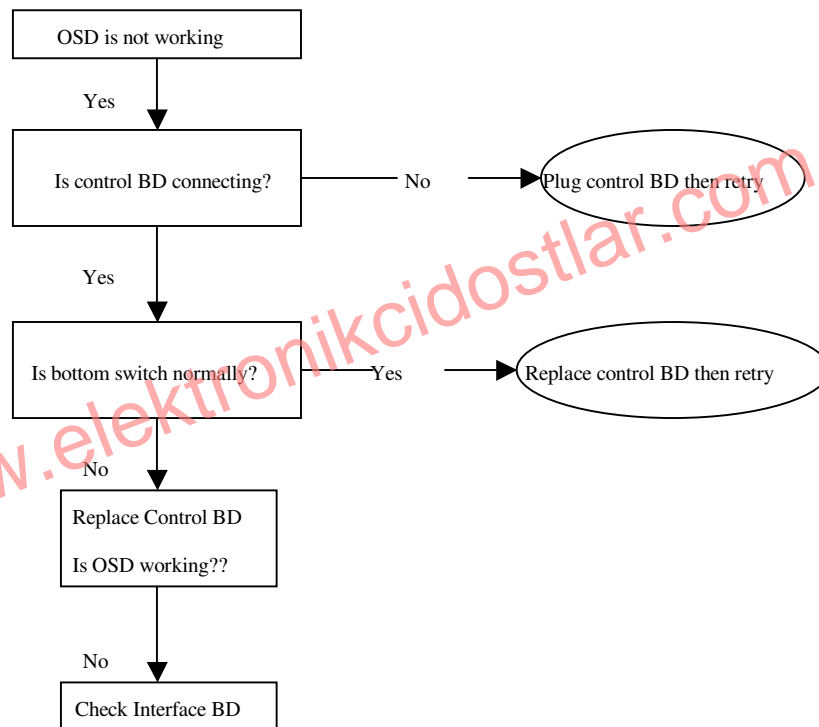 OSD is not working
Yes
Is control BD connecting?
No
Plug control BD then retry
Yes
Is bottom switch normally?
Yes
Replace control BD then retry
No
Replace Control BD
Is OSD working??
No
Check Interface BD
w.elektronikcidostlar.com